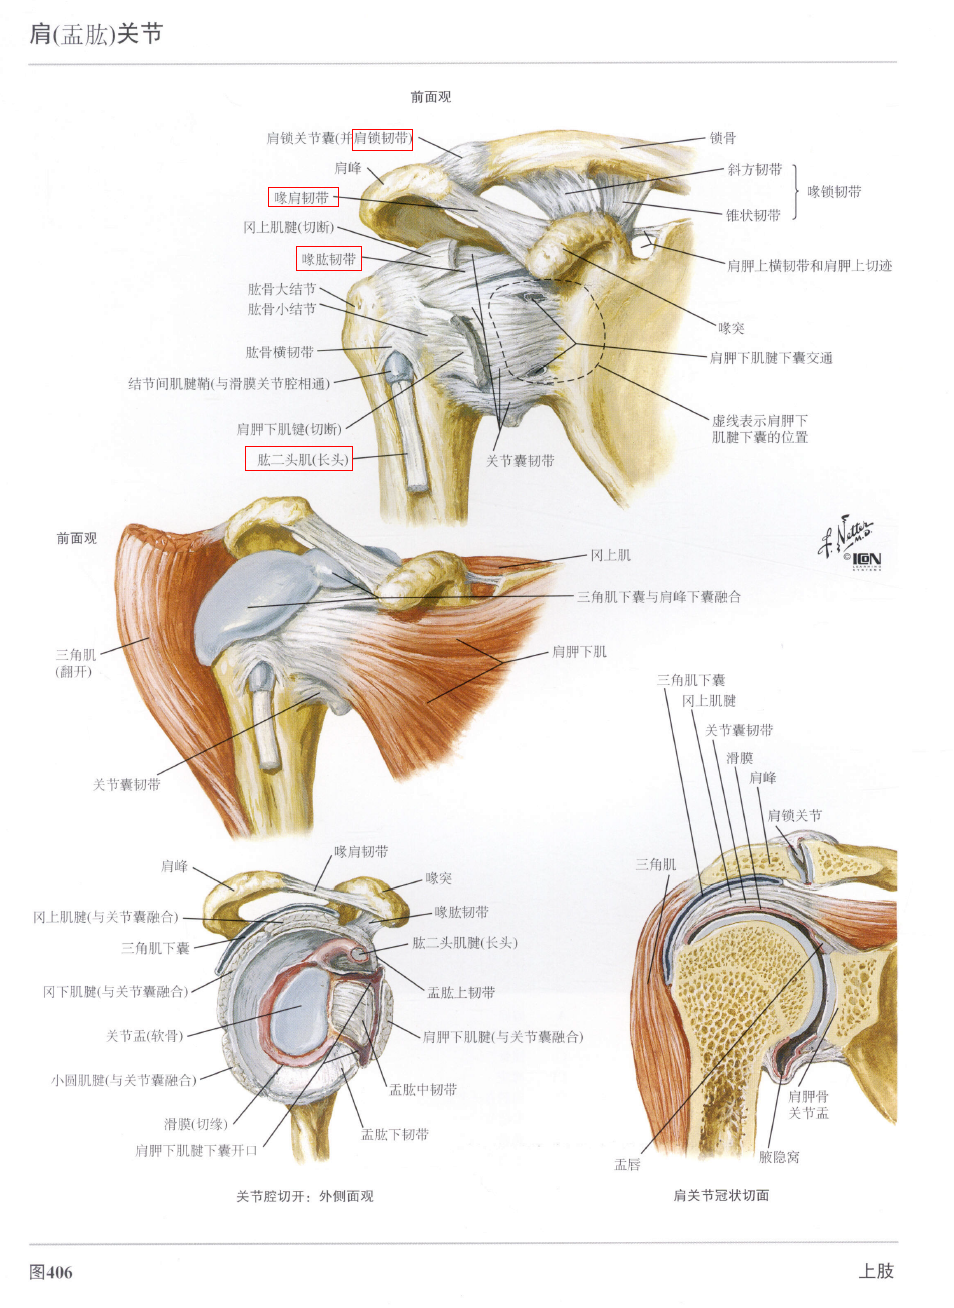 肩(盂肱)关节
前面观
肩锁关节囊(并肩锁韧带)
锁骨
肩峰
斜方韧带
喙锁韧带
喙肩韧带
锥状韧带
冈上肌腱(切断)
喙肱韧带
肩胛上横韧带和肩胛上切迹
肱骨大结节
肱骨小结节
喙突
肱骨横韧带
肩胛下肌腱下囊交通
结节间肌腱鞘(与滑膜关节腔相通)
肩胛下肌键(切断)
虚线表示肩胛下
肌腱下囊的位置
肱二头肌(长头)
关节囊韧带
F. Netter
M.D.
© ICON
LEARNING
SYSTEMS
前面观
冈上肌
三角肌下囊与肩峰下囊融合
三角肌
(翻开)
肩胛下肌
关节囊韧带
三角肌下囊
冈上肌腱
关节囊韧带
滑膜
肩峰
肩锁关节
三角肌
肩胛骨
关节盂
腋隐窝
盂唇
肩关节冠状切面
喙肩韧带
肩峰
喙突
冈上肌腱(与关节囊融合)
喙肱韧带
三角肌下囊
肱二头肌腱(长头)
冈下肌腱(与关节囊融合)
盂肱上韧带
关节盂(软骨)
肩胛下肌腱(与关节囊融合)
小圆肌腱(与关节囊融合)
盂肱中韧带
滑膜(切缘)
盂肱下韧带
肩胛下肌腱下囊开口
关节腔切开：外侧面观
图406
上肢